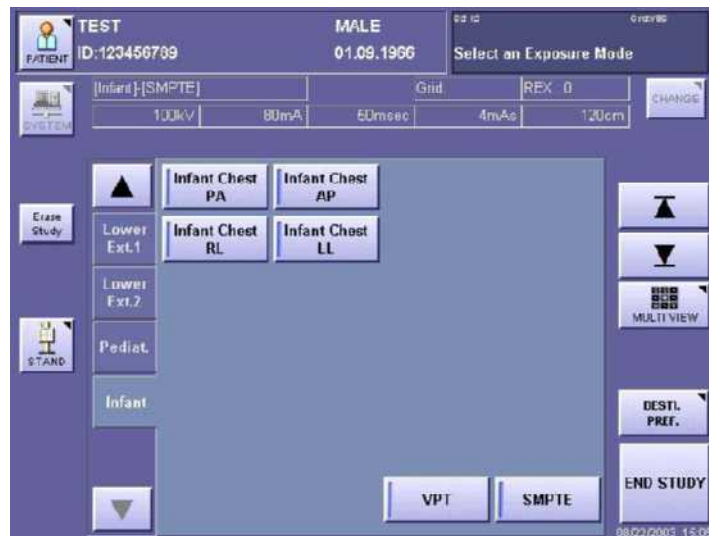 TEST
MALE
PATIENT
ID:123456789
01.09.1966
Select an Exposure Mode
[Infant]-[SMPTE]
Grid
REX 0
CHANGE
SYSTEM
100kV
80mA
50msec
4mAs
120cm
Infant Chest
PA
Infant Chest
AP
Erase
Study
Lower
Ext.1
Infant Chest
RL
Infant Chest
LL
Lower
Ext.2
MULTI VIEW
STAND
Pediat.
Infant
DESTI.
PREF.
VPT
SMPTE
END STUDY